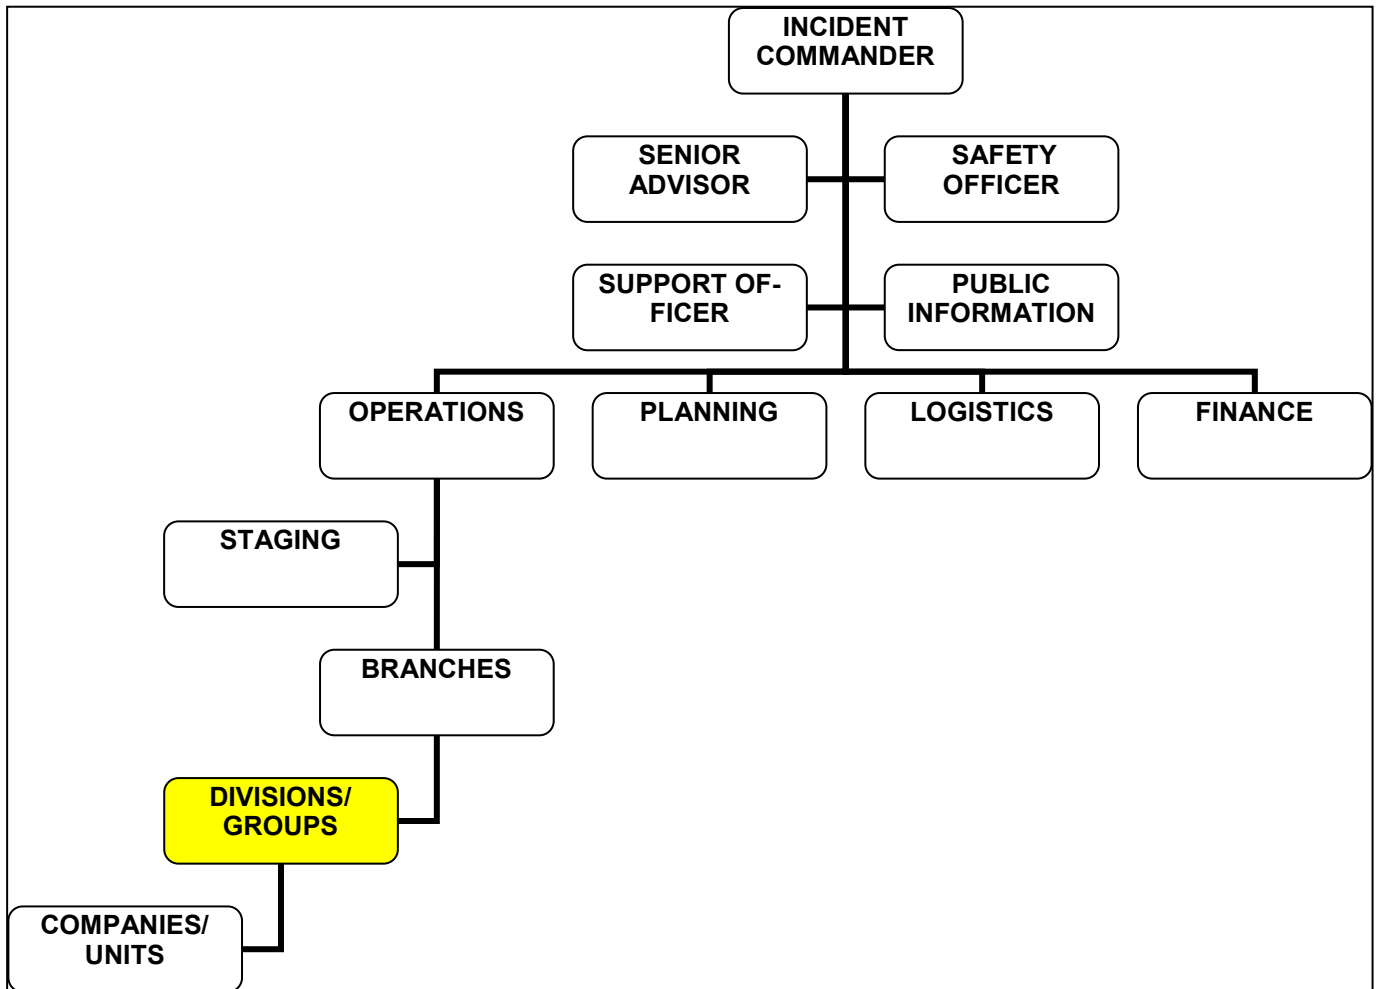 INCIDENT
COMMANDER
SENIOR
ADVISOR
SAFETY
OFFICER
SUPPORT OF-
FICER
PUBLIC
INFORMATION
OPERATIONS
PLANNING
LOGISTICS
FINANCE
STAGING
BRANCHES
DIVISIONS/
GROUPS
COMPANIES/
UNITS